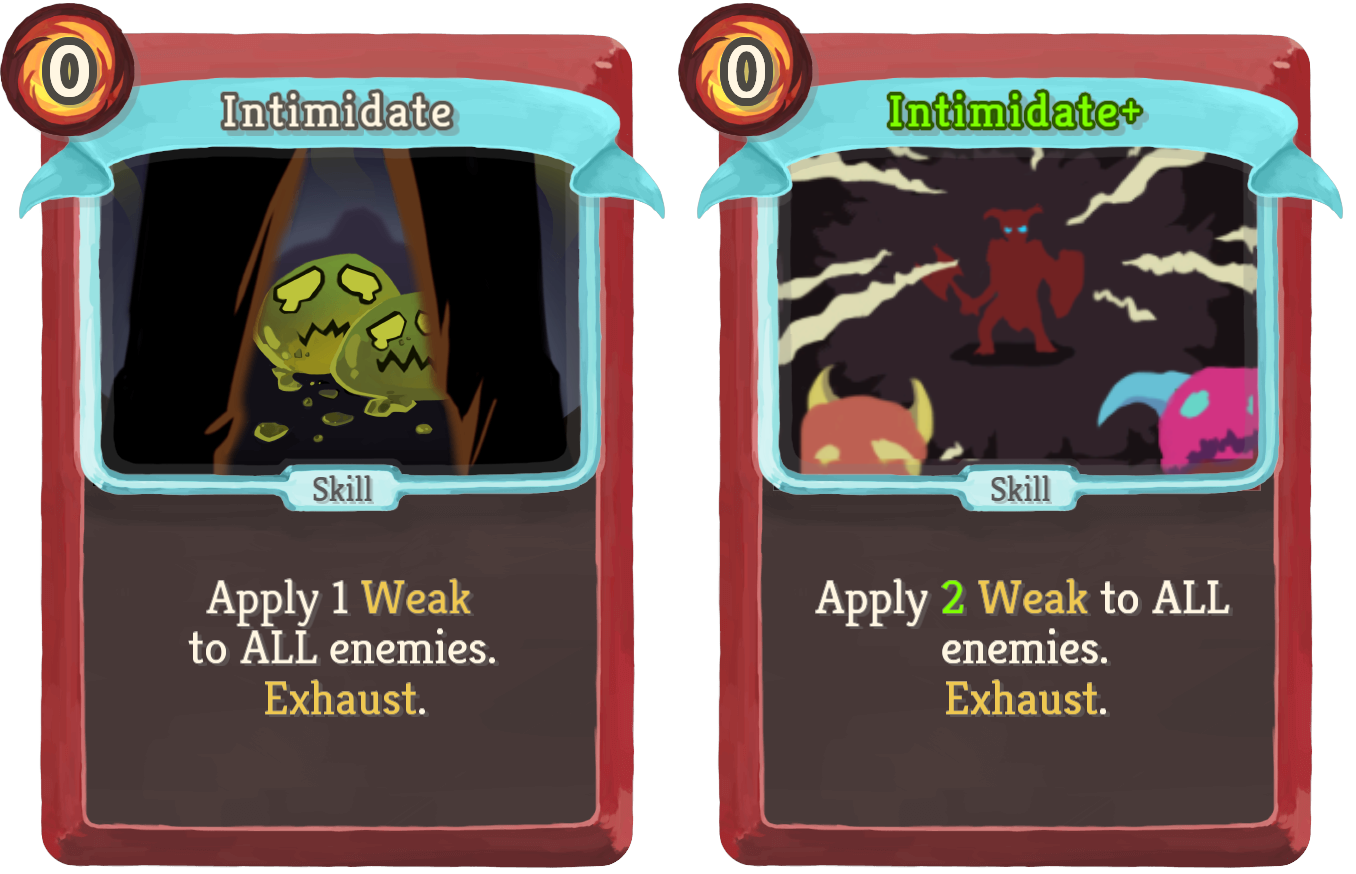 0
Intimidate
Skill
Apply 1 Weak
to ALL enemies.
Exhaust.
0
Intimidate+
Skill
Apply 2 Weak to ALL
enemies.
Exhaust.